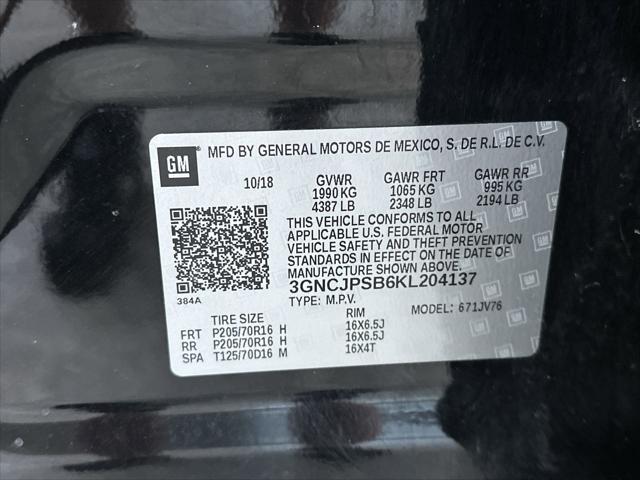 GM
MFD BY GENERAL MOTORS DE MEXICO, S. DE R.L. DE C.V.
10/18 GVWR GAWR FRT GAWR RR
1990 KG 1065 KG 995 KG
4387 LB 2348 LB 2194 LB
THIS VEHICLE CONFORMS TO ALL
APPLICABLE U.S. FEDERAL MOTOR
VEHICLE SAFETY AND THEFT PREVENTION
STANDARDS IN EFFECT ON THE DATE
OF MANUFACTURE SHOWN ABOVE.
3GNCJPSB6KL204137
384A
TYPE: M.P.V. MODEL: 671JV76
TIRE SIZE RIM
FRT P205/70R16 H 16X6.5J
RR P205/70R16 H 16X6.5J
SPA T125/70D16 M 16X4T